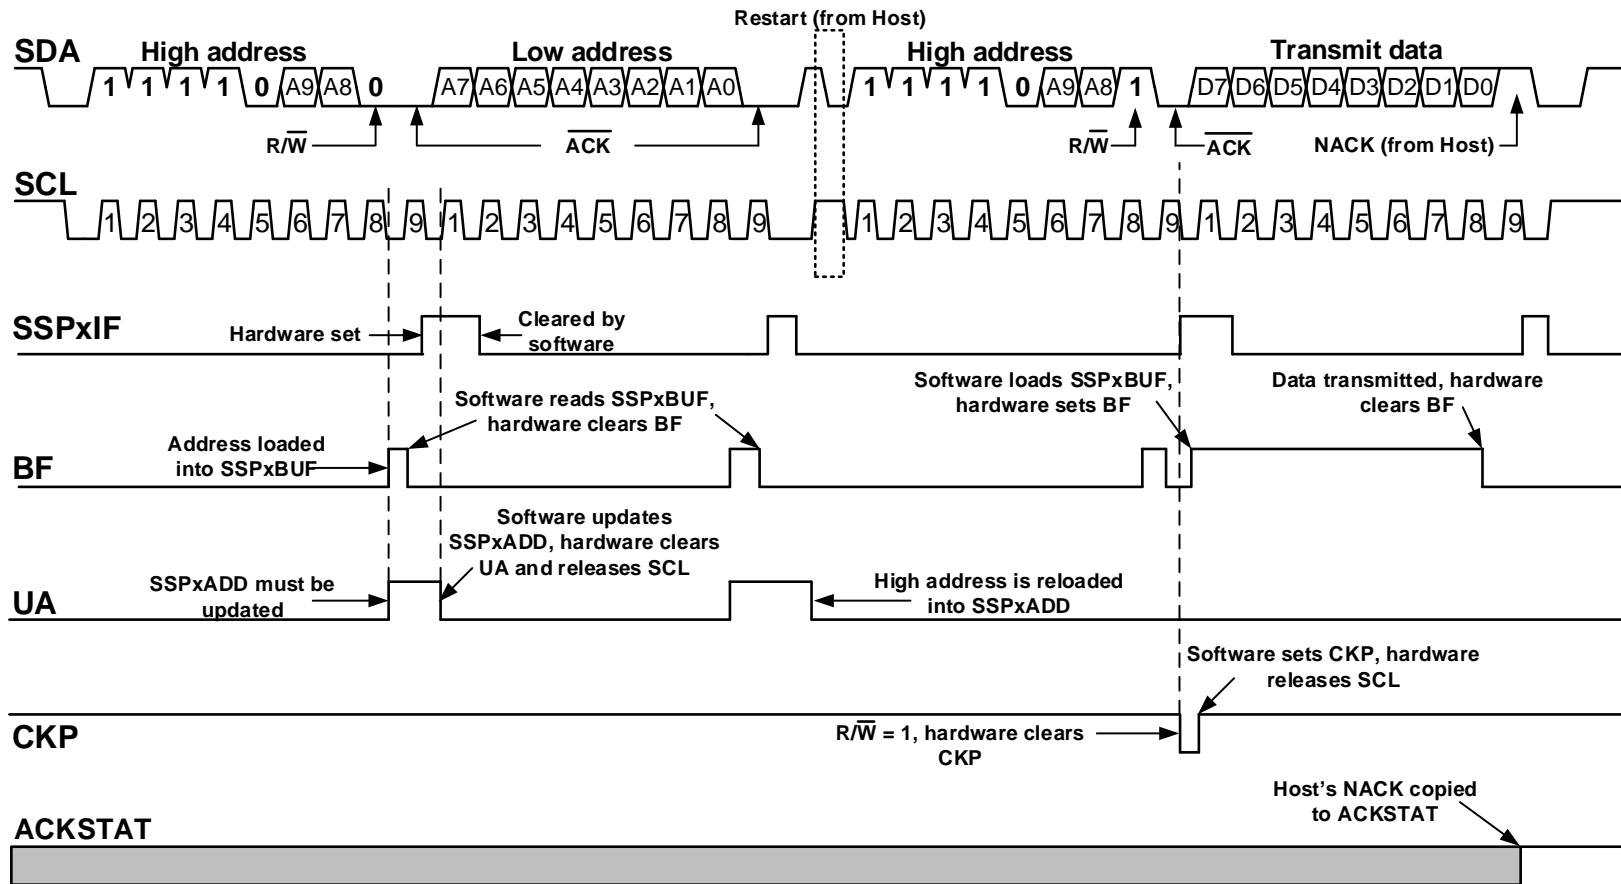 Restart (from Host)
SDA
High address
Low address
High address
Transmit data
1 1 1 1 0 A9 A8 0 A7 A6 A5 A4 A3 A2 A1 A0 1 1 1 1 0 A9 A8 1 D7 D6 D5 D4 D3 D2 D1 D0
R/W̅
A̅C̅K̅
R/W̅
A̅C̅K̅
NACK (from Host)
SCL
1 2 3 4 5 6 7 8 9 1 2 3 4 5 6 7 8 9 1 2 3 4 5 6 7 8 9 1 2 3 4 5 6 7 8 9
SSPxIF
Hardware set
Cleared by
software
BF
Address loaded
into SSPxBUF
Software reads SSPxBUF,
hardware clears BF
Software loads SSPxBUF,
hardware sets BF
Data transmitted, hardware
clears BF
UA
SSPxADD must be
updated
Software updates
SSPxADD, hardware clears
UA and releases SCL
High address is reloaded
into SSPxADD
CKP
R/W̅ = 1, hardware clears
CKP
Software sets CKP, hardware
releases SCL
ACKSTAT
Host's NACK copied
to ACKSTAT